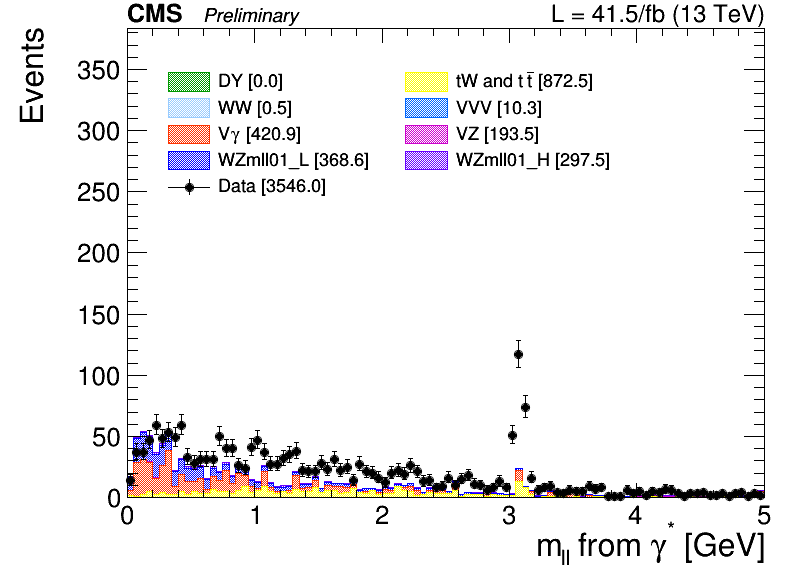 CMS Preliminary L = 41.5/fb (13 TeV)
Events
350
300
250
200
150
100
50
0
DY [0.0] tW and tt̄ [872.5]
WW [0.5] VVV [10.3]
Vγ [420.9] VZ [193.5]
WZmll01_L [368.6] WZmll01_H [297.5]
Data [3546.0]
0 1 2 3 4 5
m_ll from γ* [GeV]